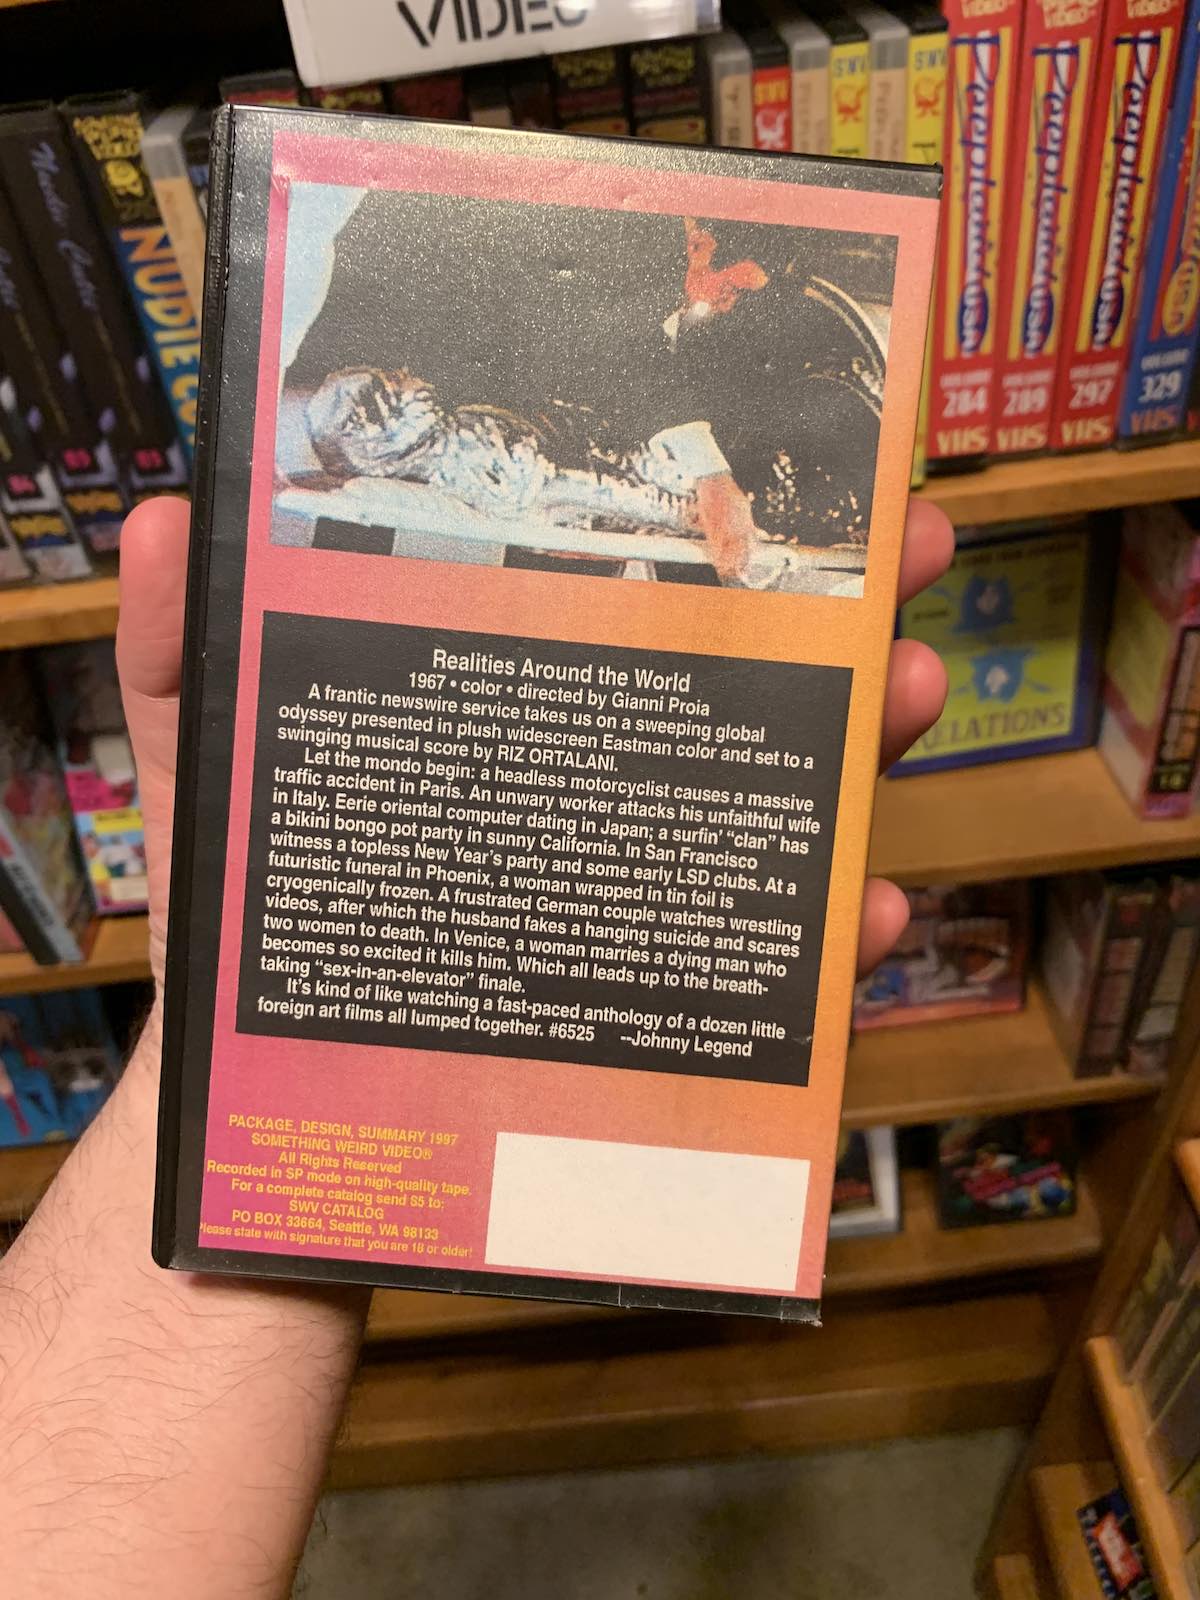 VIDEO
SWV
SWV
SWV
NUDIE
284
VHS
289
VHS
297
VHS
329
VHS
RELATIONS
Realities Around the World
1967 • color • directed by Gianni Proia
A frantic newswire service takes us on a sweeping global
odyssey presented in plush widescreen Eastman color and set to a
swinging musical score by RIZ ORTALANI.
Let the mondo begin: a headless motorcyclist causes a massive
traffic accident in Paris. An unwary worker attacks his unfaithful wife
in Italy. Eerie oriental computer dating in Japan; a surfin' "clan" has
a bikini bongo pot party in sunny California. In San Francisco
witness a topless New Year's party and some early LSD clubs. At a
futuristic funeral in Phoenix, a woman wrapped in tin foil is
cryogenically frozen. A frustrated German couple watches wrestling
videos, after which the husband fakes a hanging suicide and scares
two women to death. In Venice, a woman marries a dying man who
becomes so excited it kills him. Which all leads up to the breath-
taking "sex-in-an-elevator" finale.
It's kind of like watching a fast-paced anthology of a dozen little
foreign art films all lumped together. #6525 --Johnny Legend
PACKAGE, DESIGN, SUMMARY 1997
SOMETHING WEIRD VIDEO®
All Rights Reserved
Recorded in SP mode on high-quality tape.
For a complete catalog send $5 to:
SWV CATALOG
PO BOX 33664, Seattle, WA 98133
Please state with signature that you are 18 or older!